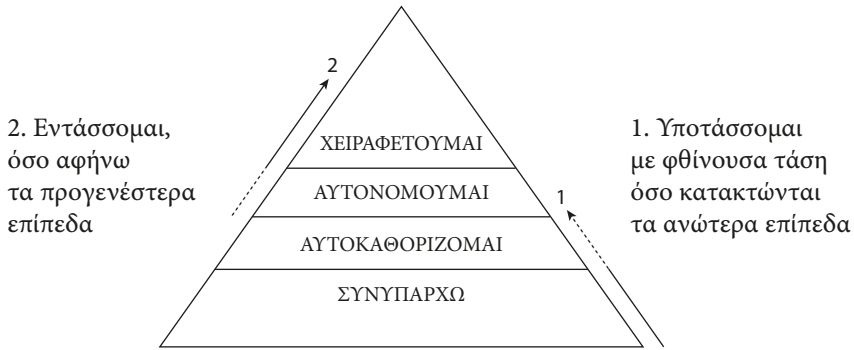 2
2. Εντάσσομαι,
όσο αφήνω
τα προγενέστερα
επίπεδα
ΧΕΙΡΑΦΕΤΟΥΜΑΙ
ΑΥΤΟΝΟΜΟΥΜΑΙ
ΑΥΤΟΚΑΘΟΡΙΖΟΜΑΙ
ΣΥΝΥΠΑΡΧΩ
1
1. Υποτάσσομαι
με φθίνουσα τάση
όσο κατακτώνται
τα ανώτερα επίπεδα